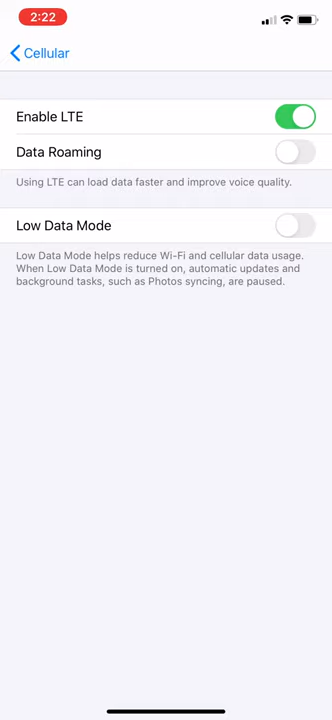 2:22
Cellular
Enable LTE
Data Roaming
Using LTE can load data faster and improve voice quality.
Low Data Mode
Low Data Mode helps reduce Wi-Fi and cellular data usage.
When Low Data Mode is turned on, automatic updates and
background tasks, such as Photos syncing, are paused.